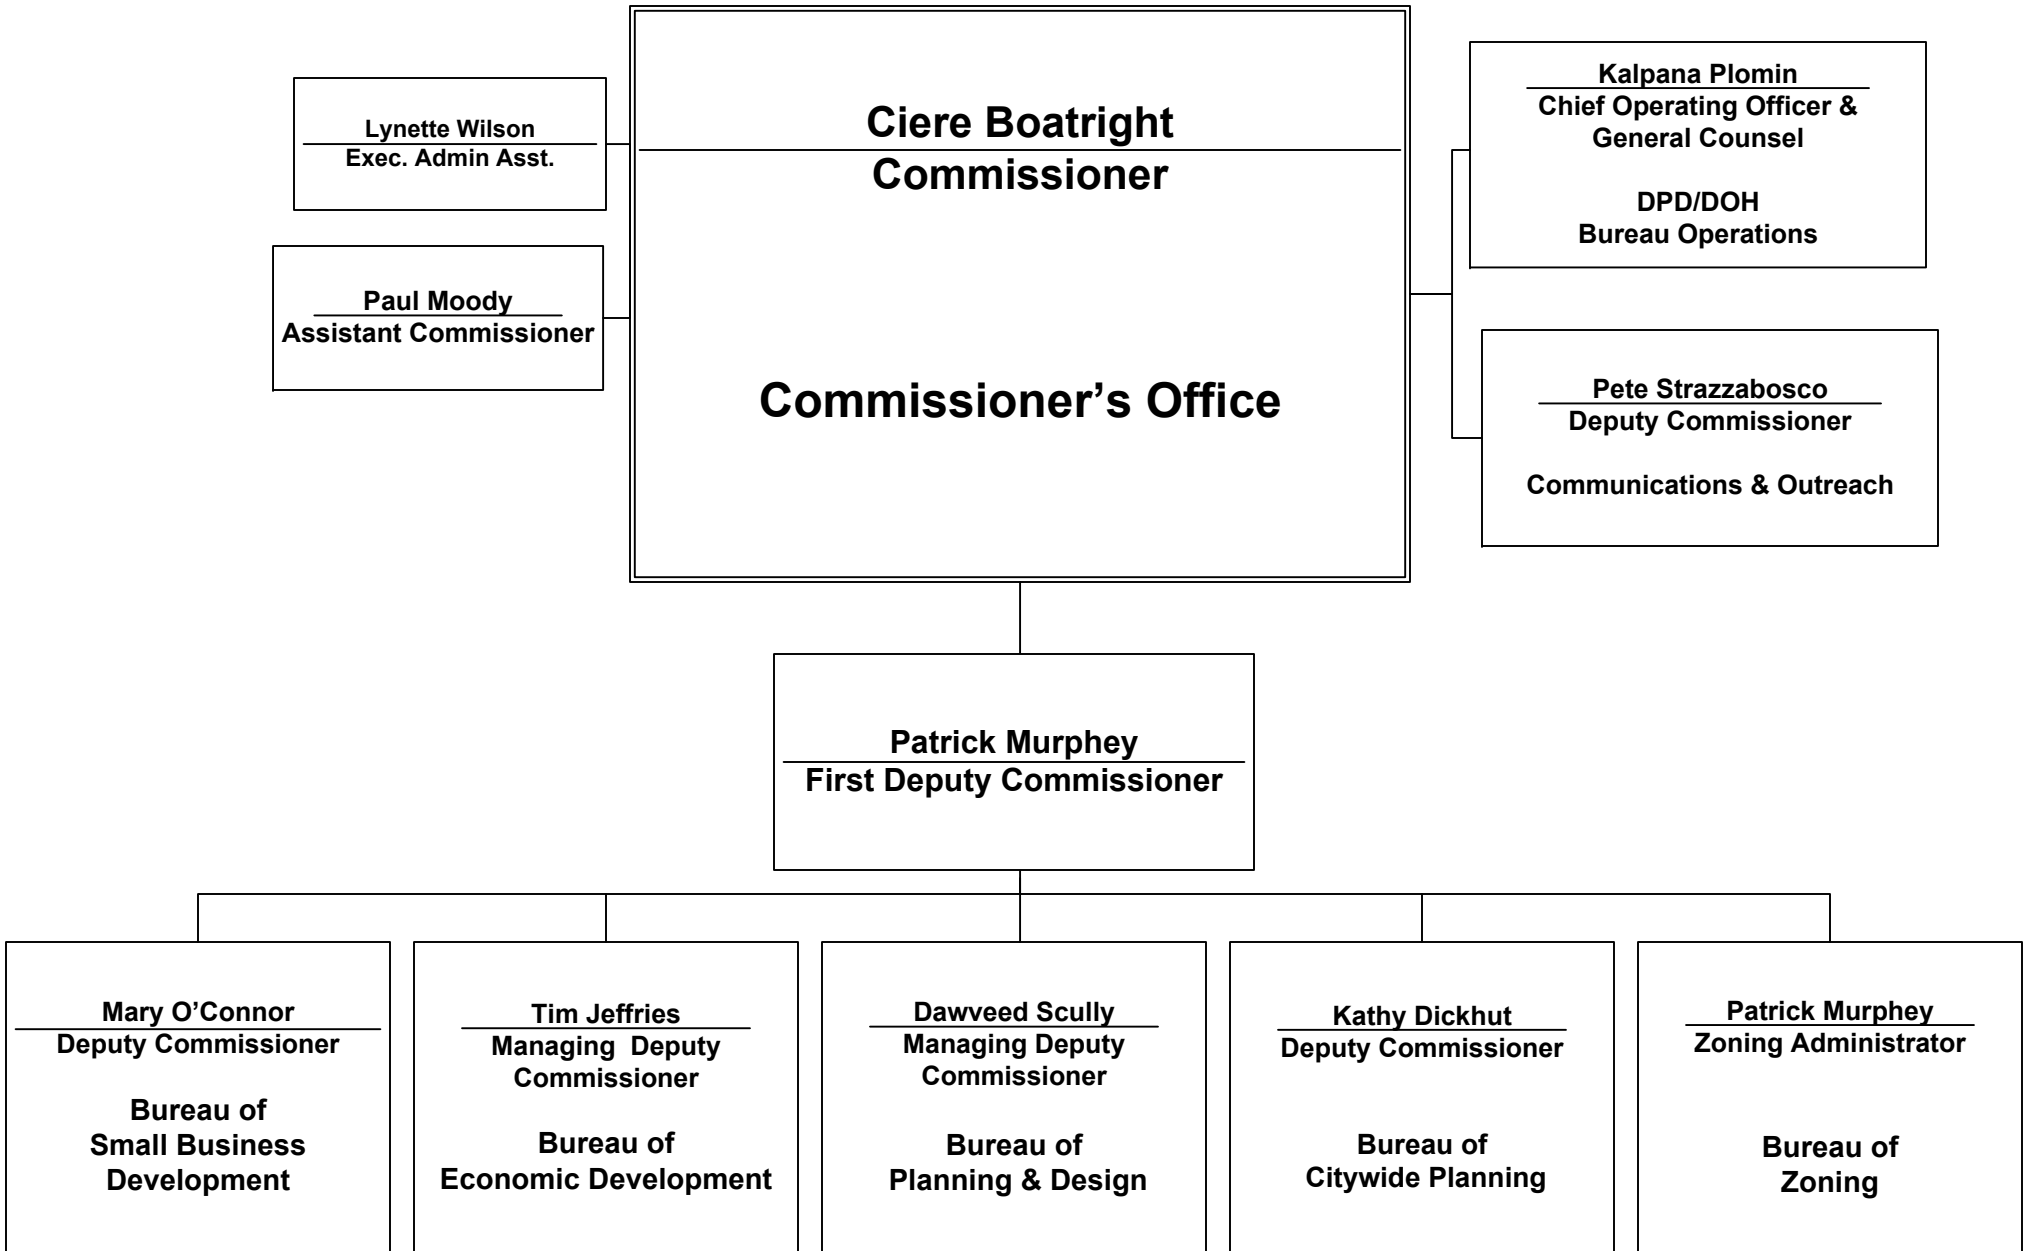 Lynette Wilson
Exec. Admin Asst.
Paul Moody
Assistant Commissioner
Ciere Boatright
Commissioner
Commissioner’s Office
Kalpana Plomin
Chief Operating Officer &
General Counsel
DPD/DOH
Bureau Operations
Pete Strazzabosco
Deputy Commissioner
Communications & Outreach
Patrick Murphey
First Deputy Commissioner
Mary O’Connor
Deputy Commissioner
Bureau of
Small Business
Development
Tim Jeffries
Managing Deputy
Commissioner
Bureau of
Economic Development
Dawveed Scully
Managing Deputy
Commissioner
Bureau of
Planning & Design
Kathy Dickhut
Deputy Commissioner
Bureau of
Citywide Planning
Patrick Murphey
Zoning Administrator
Bureau of
Zoning